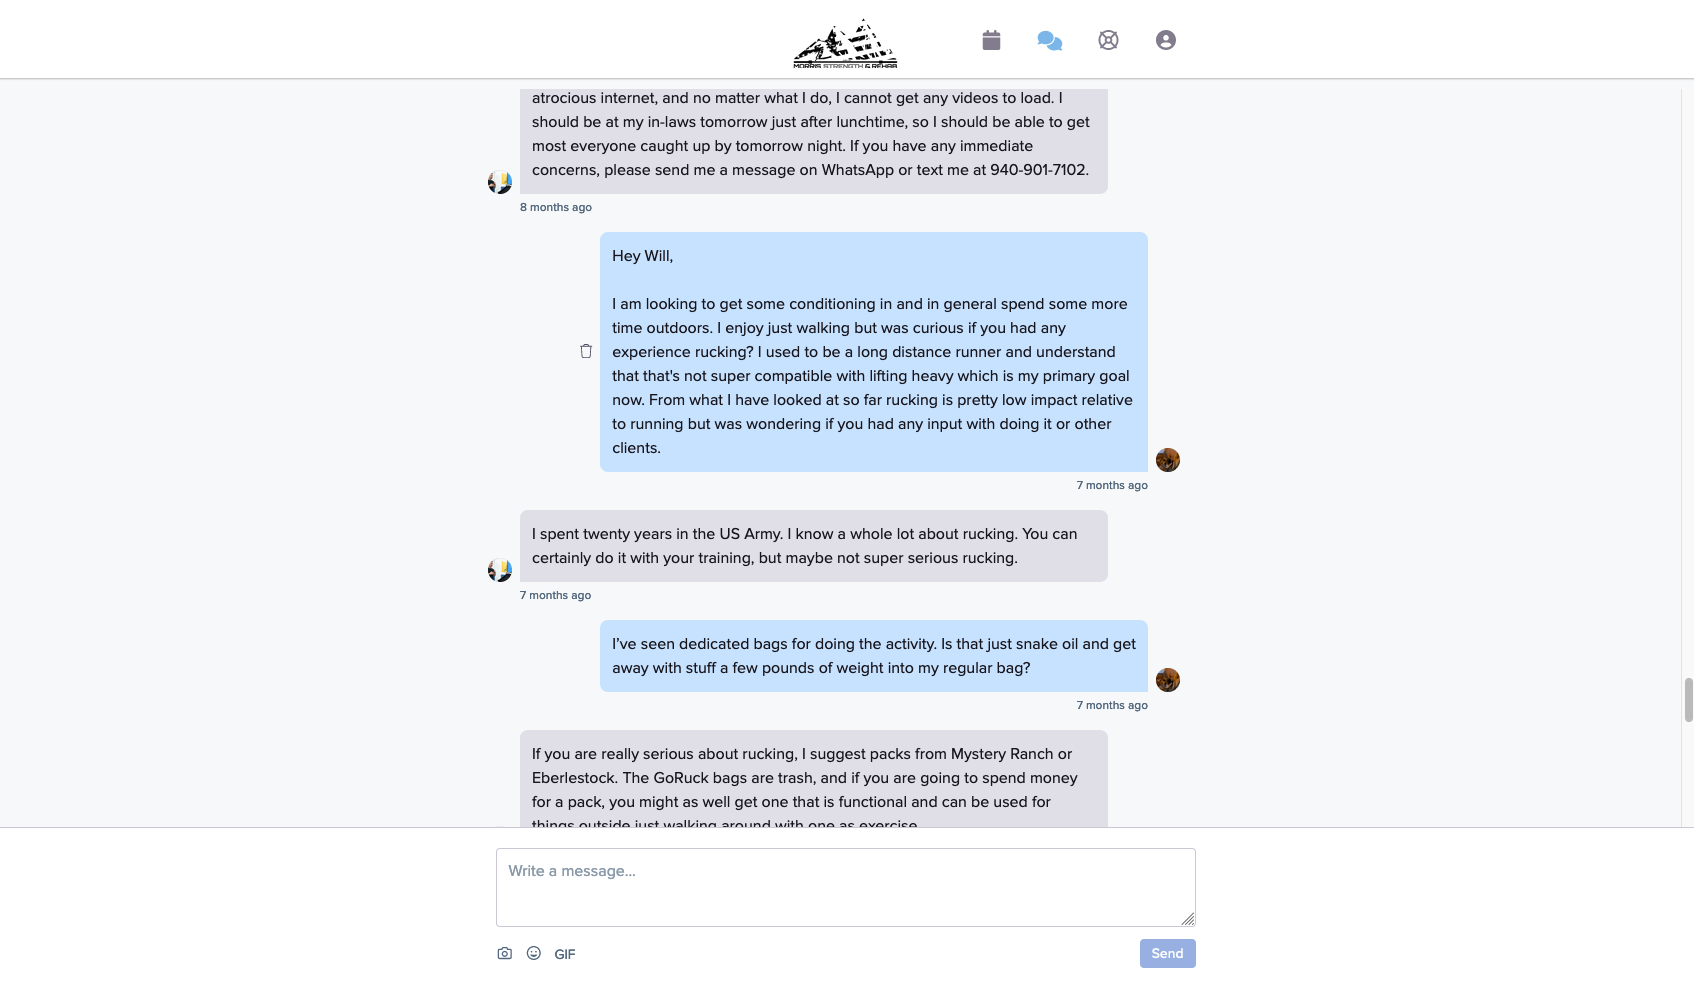 MORRIS STRENGTH & REHAB
atrocious internet, and no matter what I do, I cannot get any videos to load. I
should be at my in-laws tomorrow just after lunchtime, so I should be able to get
most everyone caught up by tomorrow night. If you have any immediate
concerns, please send me a message on WhatsApp or text me at 940-901-7102.
8 months ago
Hey Will,
I am looking to get some conditioning in and in general spend some more
time outdoors. I enjoy just walking but was curious if you had any
experience rucking? I used to be a long distance runner and understand
that that's not super compatible with lifting heavy which is my primary goal
now. From what I have looked at so far rucking is pretty low impact relative
to running but was wondering if you had any input with doing it or other
clients.
7 months ago
I spent twenty years in the US Army. I know a whole lot about rucking. You can
certainly do it with your training, but maybe not super serious rucking.
7 months ago
I've seen dedicated bags for doing the activity. Is that just snake oil and get
away with stuff a few pounds of weight into my regular bag?
7 months ago
If you are really serious about rucking, I suggest packs from Mystery Ranch or
Eberlestock. The GoRuck bags are trash, and if you are going to spend money
for a pack, you might as well get one that is functional and can be used for
things outside just walking around with one as exercise.
Write a message...
GIF
Send